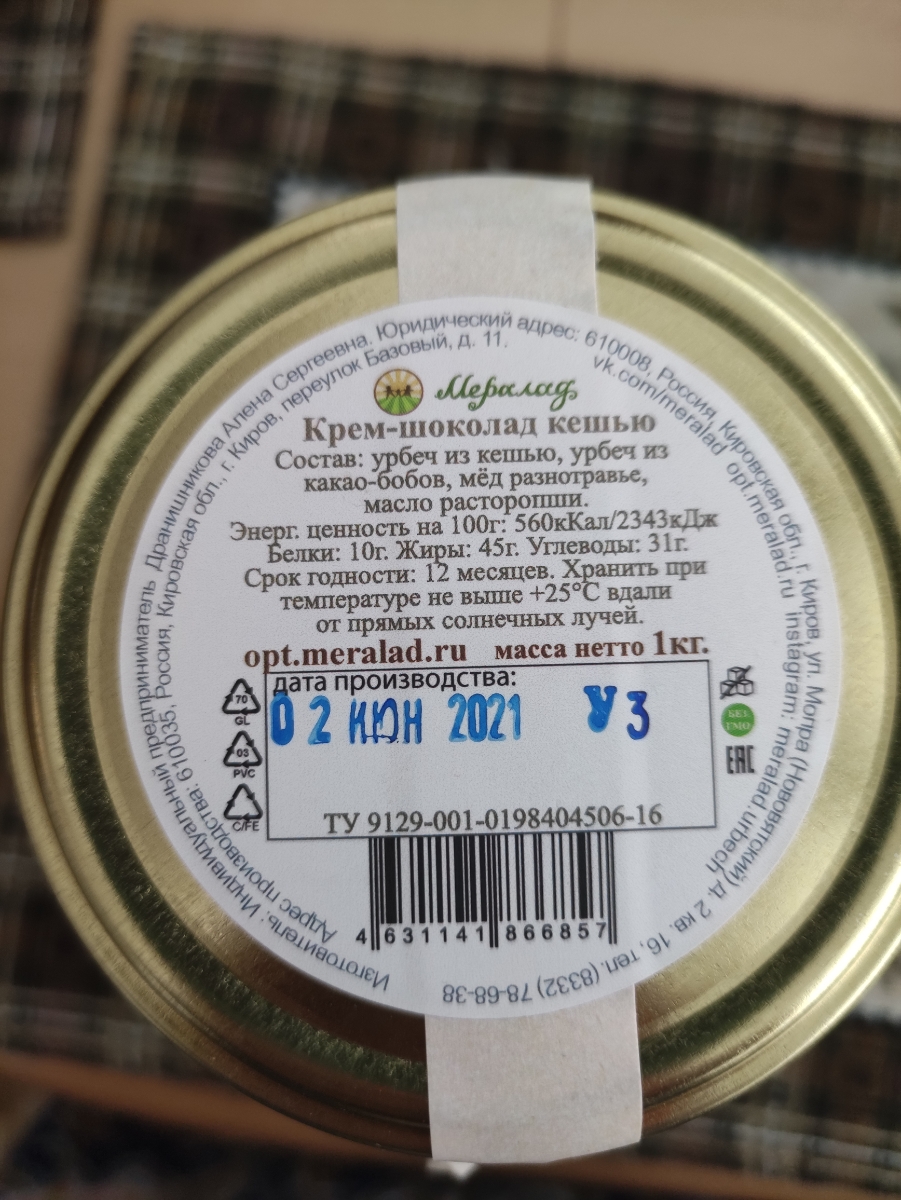 Мералад
Крем-шоколад кешью
Состав: урбеч из кешью, урбеч из
какао-бобов, мёд разнотравье,
масло расторопши.
Энерг. ценность на 100г: 560кКал/2343кДж
Белки: 10г. Жиры: 45г. Углеводы: 31г.
Срок годности: 12 месяцев. Хранить при
температуре не выше +25°C вдали
от прямых солнечных лучей.
opt.meralad.ru масса нетто 1кг.
дата производства:
02 ИЮН 2021 У3
ТУ 9129-001-0198404506-16
4 631141 866857
70
GL
03
PVC
C/FE
БЕЗ
ГМО
EAC
Изготовитель: Индивидуальный предприниматель Дранишникова Алена Сергеевна. Юридический адрес: 610008, Россия, Кировская обл., г. Киров, ул. Мопра (Нововятский) д. 2 кв. 16, тел. (8332) 78-68-38
Адрес производства: 610035, Россия, Кировская обл., г. Киров, переулок Базовый, д. 11.
vk.com/meralad opt.meralad.ru instagram: meralad.urbech